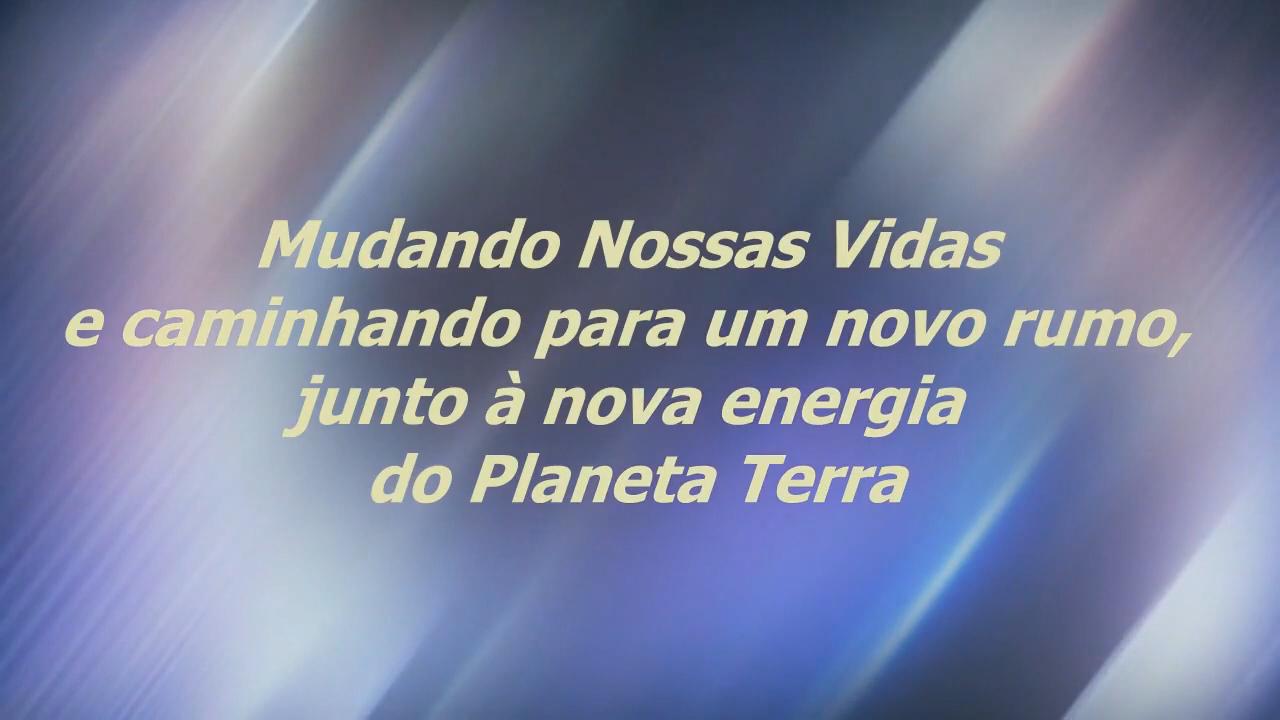 Mudando Nossas Vidas
e caminhando para um novo rumo,
junto à nova energia
do Planeta Terra